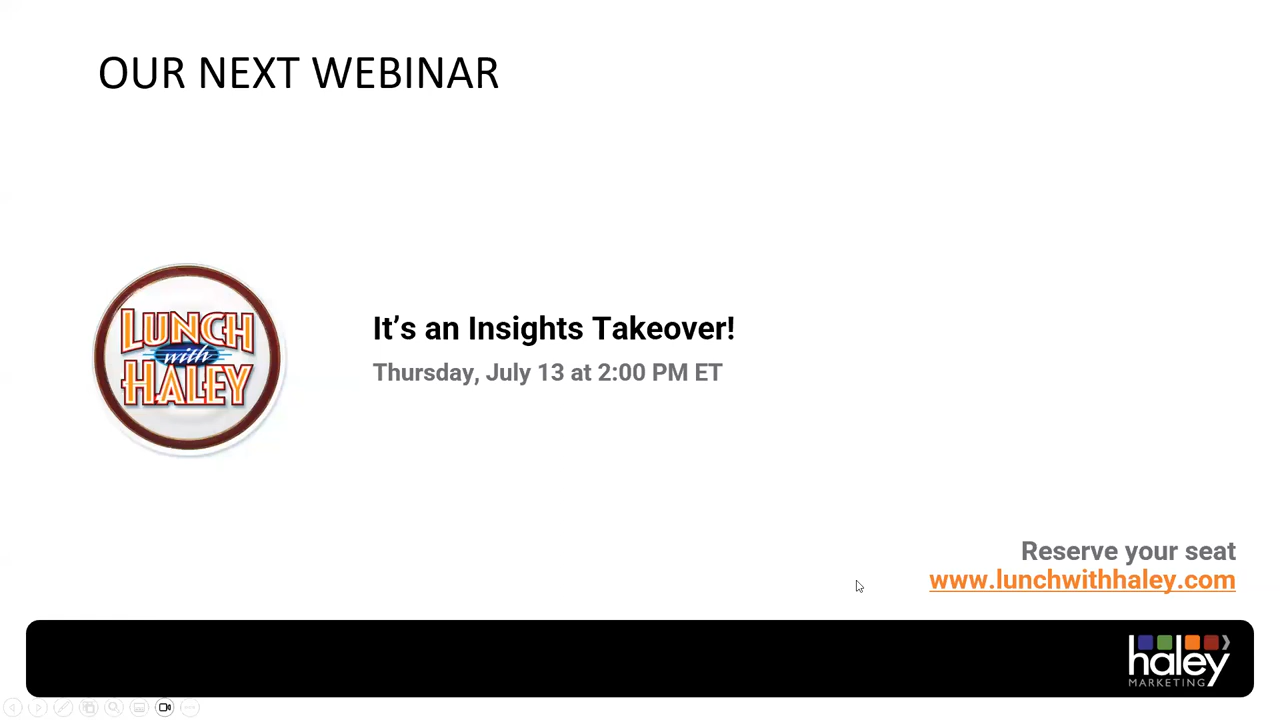 OUR NEXT WEBINAR
LUNCH
with
HALEY
It’s an Insights Takeover!
Thursday, July 13 at 2:00 PM ET
Reserve your seat
www.lunchwithhaley.com
haley
MARKETING